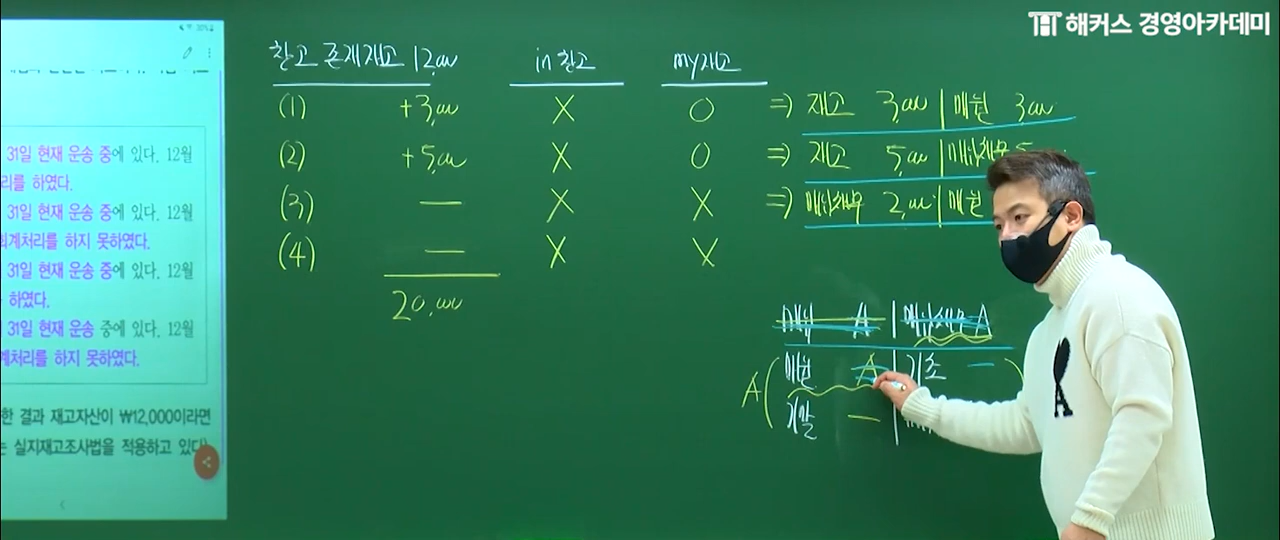 해커스 경영아카데미
30%
31일 현재 운송 중에 있다. 12월
리를 하였다.
31일 현재 운송 중에 있다. 12월
회계처리를 하지 못하였다.
31일 현재 운송 중에 있다. 12월
하였다.
31일 현재 운송 중에 있다. 12월
계처리를 하지 못하였다.
한 결과 재고자산이 ₩12,000이라면
는 실지재고조사법을 적용하고 있다
창고 존재재고 12,000 in 창고 my재고
(1) +3,000 X O ⇒ 재고 3,000 | 매원 3,000
(2) +5,000 X O ⇒ 재고 5,000 | 매입채무 5
(3) — X X ⇒ 매입채무 2,000 | 매원
(4) — X X
20,000
매입 A | 매입채무 A
A ( 매원 A | 기초 — )
기말 —
A